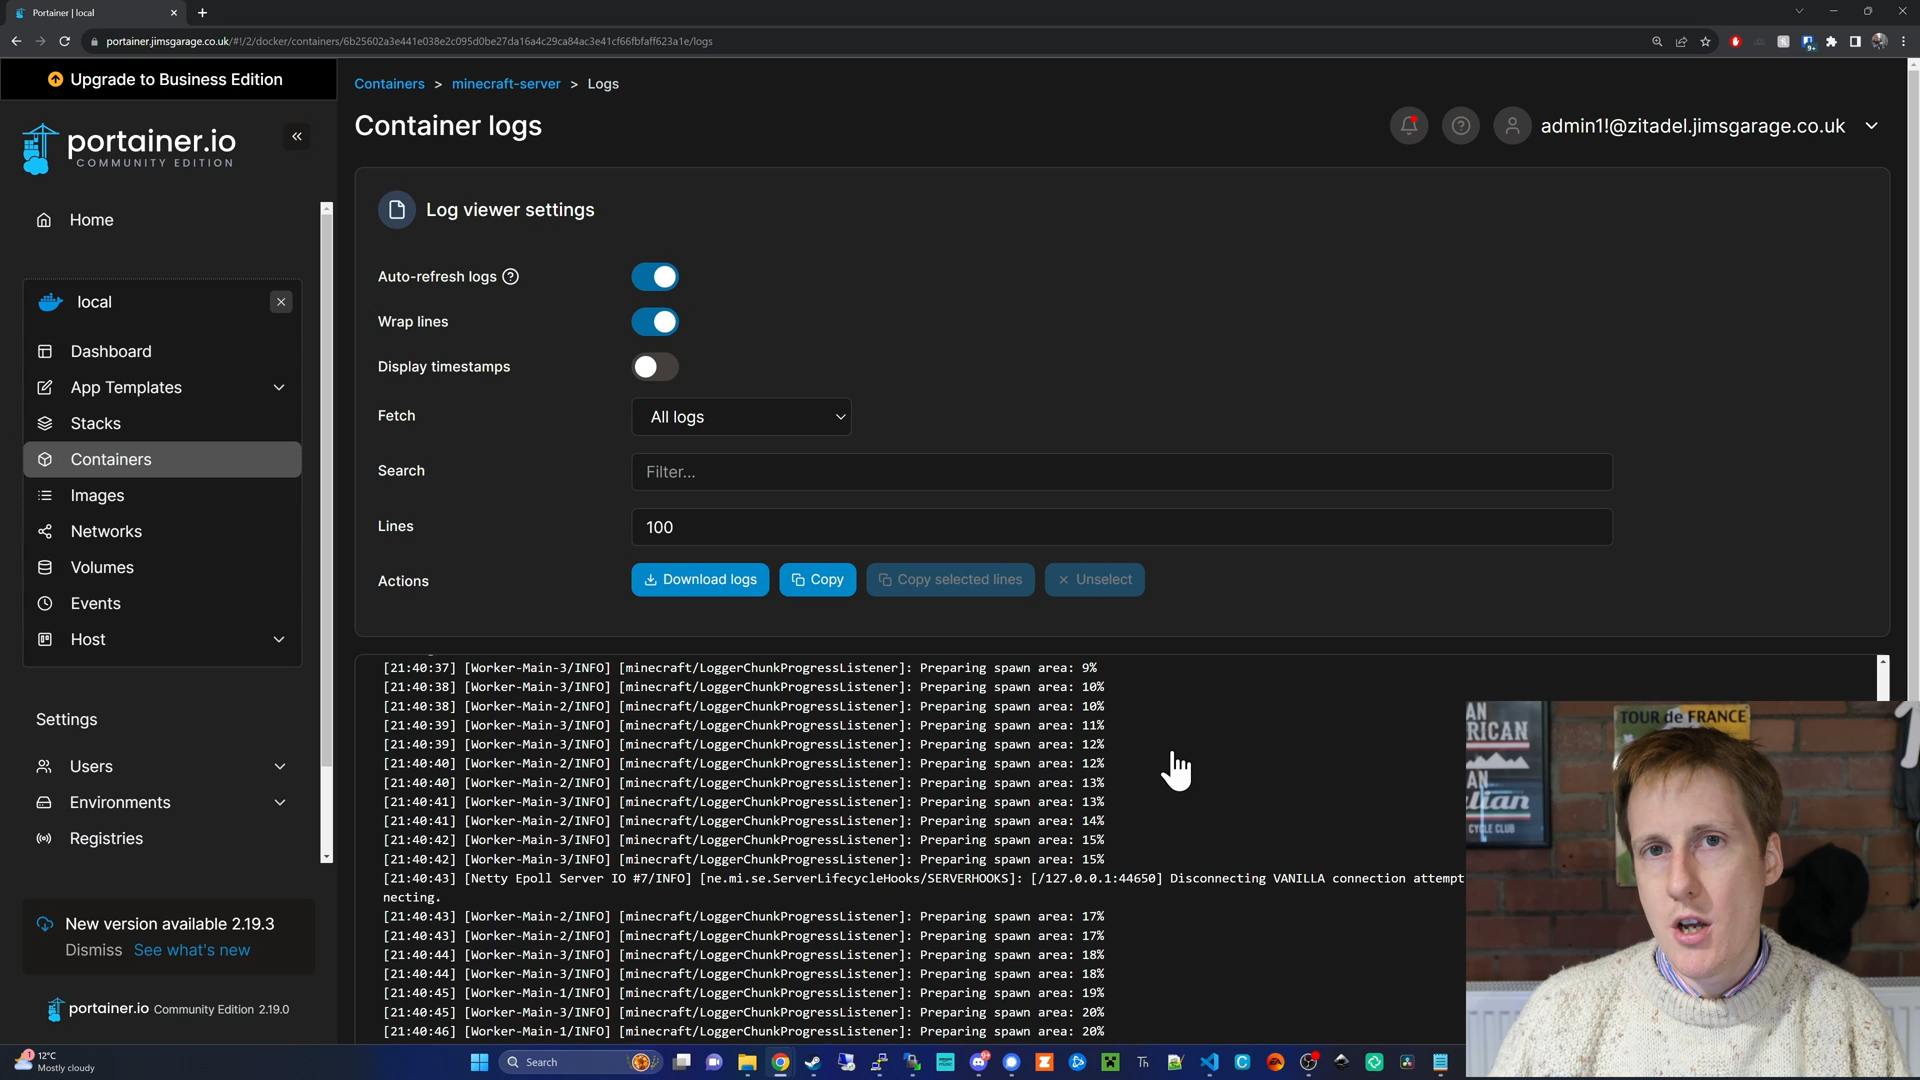 Portainer | local
portainer.jimsgarage.co.uk/#!/2/docker/containers/6b25602a3e441e038e2c095d0be27da16a4c29ca84ac3e41cf66fbfaff623a1e/logs
Upgrade to Business Edition
portainer.io
COMMUNITY EDITION
Home
local
Dashboard
App Templates
Stacks
Containers
Images
Networks
Volumes
Events
Host
Settings
Users
Environments
Registries
New version available 2.19.3
Dismiss See what's new
portainer.io Community Edition 2.19.0
Containers > minecraft-server > Logs
Container logs
admin1!@zitadel.jimsgarage.co.uk
Log viewer settings
Auto-refresh logs
Wrap lines
Display timestamps
Fetch All logs
Search Filter...
Lines 100
Actions Download logs Copy Copy selected lines Unselect
[21:40:37] [Worker-Main-3/INFO] [minecraft/LoggerChunkProgressListener]: Preparing spawn area: 9%
[21:40:38] [Worker-Main-3/INFO] [minecraft/LoggerChunkProgressListener]: Preparing spawn area: 10%
[21:40:38] [Worker-Main-2/INFO] [minecraft/LoggerChunkProgressListener]: Preparing spawn area: 10%
[21:40:39] [Worker-Main-3/INFO] [minecraft/LoggerChunkProgressListener]: Preparing spawn area: 11%
[21:40:39] [Worker-Main-3/INFO] [minecraft/LoggerChunkProgressListener]: Preparing spawn area: 12%
[21:40:40] [Worker-Main-2/INFO] [minecraft/LoggerChunkProgressListener]: Preparing spawn area: 12%
[21:40:40] [Worker-Main-2/INFO] [minecraft/LoggerChunkProgressListener]: Preparing spawn area: 13%
[21:40:41] [Worker-Main-3/INFO] [minecraft/LoggerChunkProgressListener]: Preparing spawn area: 13%
[21:40:41] [Worker-Main-2/INFO] [minecraft/LoggerChunkProgressListener]: Preparing spawn area: 14%
[21:40:42] [Worker-Main-3/INFO] [minecraft/LoggerChunkProgressListener]: Preparing spawn area: 15%
[21:40:42] [Worker-Main-3/INFO] [minecraft/LoggerChunkProgressListener]: Preparing spawn area: 15%
[21:40:43] [Netty Epoll Server IO #7/INFO] [ne.mi.se.ServerLifecycleHooks/SERVERHOOKS]: [/127.0.0.1:44650] Disconnecting VANILLA connection attempt
necting.
[21:40:43] [Worker-Main-2/INFO] [minecraft/LoggerChunkProgressListener]: Preparing spawn area: 17%
[21:40:43] [Worker-Main-2/INFO] [minecraft/LoggerChunkProgressListener]: Preparing spawn area: 17%
[21:40:44] [Worker-Main-3/INFO] [minecraft/LoggerChunkProgressListener]: Preparing spawn area: 18%
[21:40:44] [Worker-Main-3/INFO] [minecraft/LoggerChunkProgressListener]: Preparing spawn area: 18%
[21:40:45] [Worker-Main-1/INFO] [minecraft/LoggerChunkProgressListener]: Preparing spawn area: 19%
[21:40:45] [Worker-Main-3/INFO] [minecraft/LoggerChunkProgressListener]: Preparing spawn area: 20%
[21:40:46] [Worker-Main-1/INFO] [minecraft/LoggerChunkProgressListener]: Preparing spawn area: 20%
AN
RICAN
AN
lian
CYCLE CLUB
TOUR de FRANCE
12°C
Mostly cloudy
Search